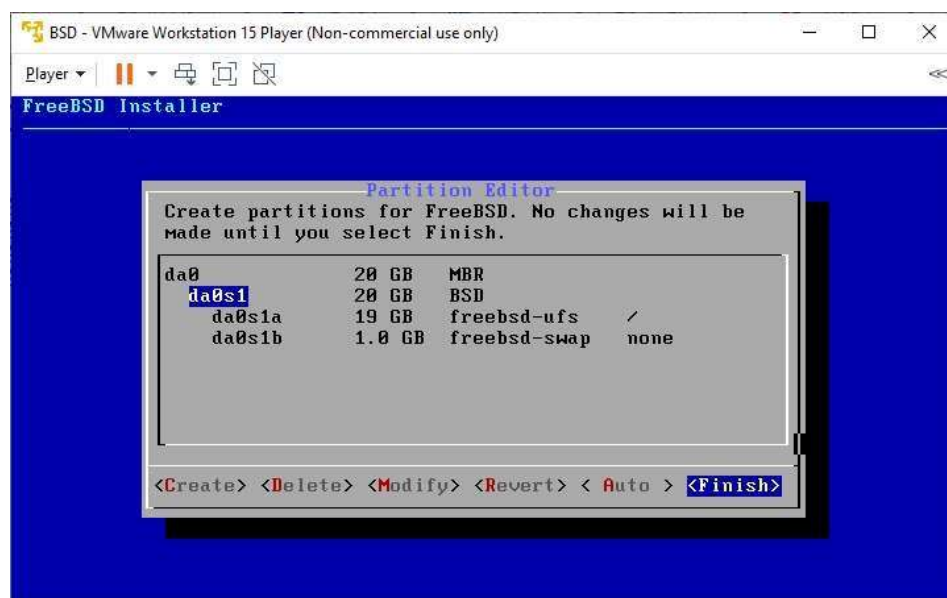 BSD - VMware Workstation 15 Player (Non-commercial use only)
Player
FreeBSD Installer
Partition Editor
Create partitions for FreeBSD. No changes will be
made until you select Finish.
da0 20 GB MBR
da0s1 20 GB BSD
da0s1a 19 GB freebsd-ufs /
da0s1b 1.0 GB freebsd-swap none
<Create> <Delete> <Modify> <Revert> < Auto > <Finish>